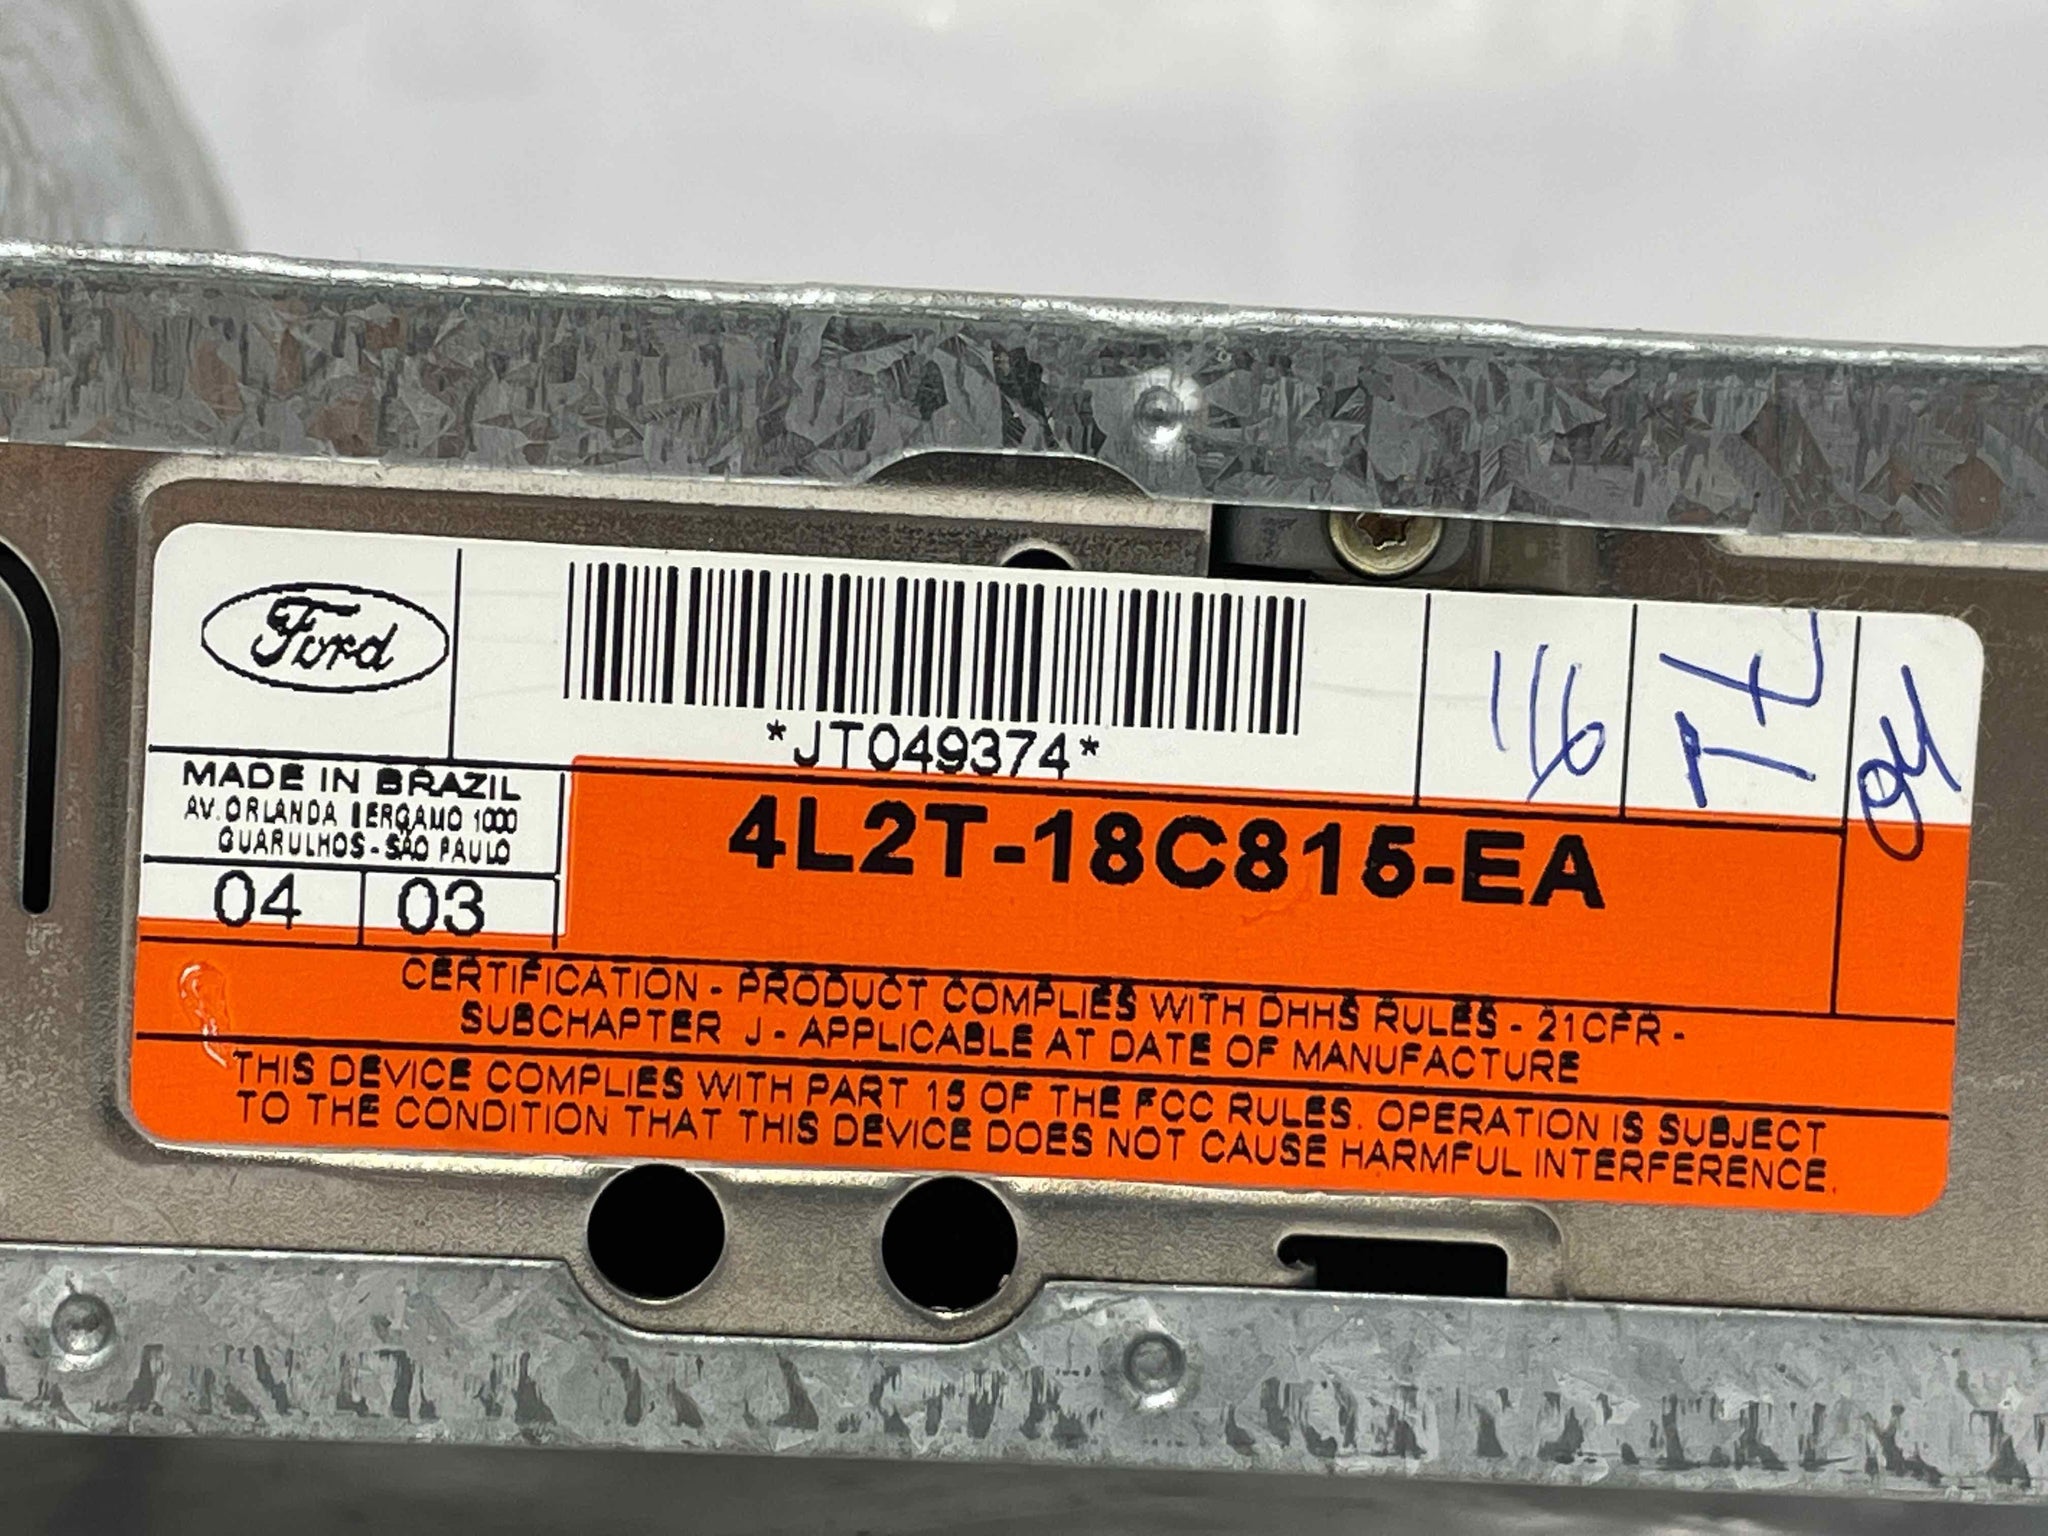 Ford
*JT049374*
MADE IN BRAZIL
AV. ORLANDA BERGAMO 1000
GUARULHOS - SÃO PAULO
04 03
4L2T-18C815-EA
CERTIFICATION - PRODUCT COMPLIES WITH DHHS RULES - 21CFR -
SUBCHAPTER J - APPLICABLE AT DATE OF MANUFACTURE
THIS DEVICE COMPLIES WITH PART 15 OF THE FCC RULES. OPERATION IS SUBJECT
TO THE CONDITION THAT THIS DEVICE DOES NOT CAUSE HARMFUL INTERFERENCE.